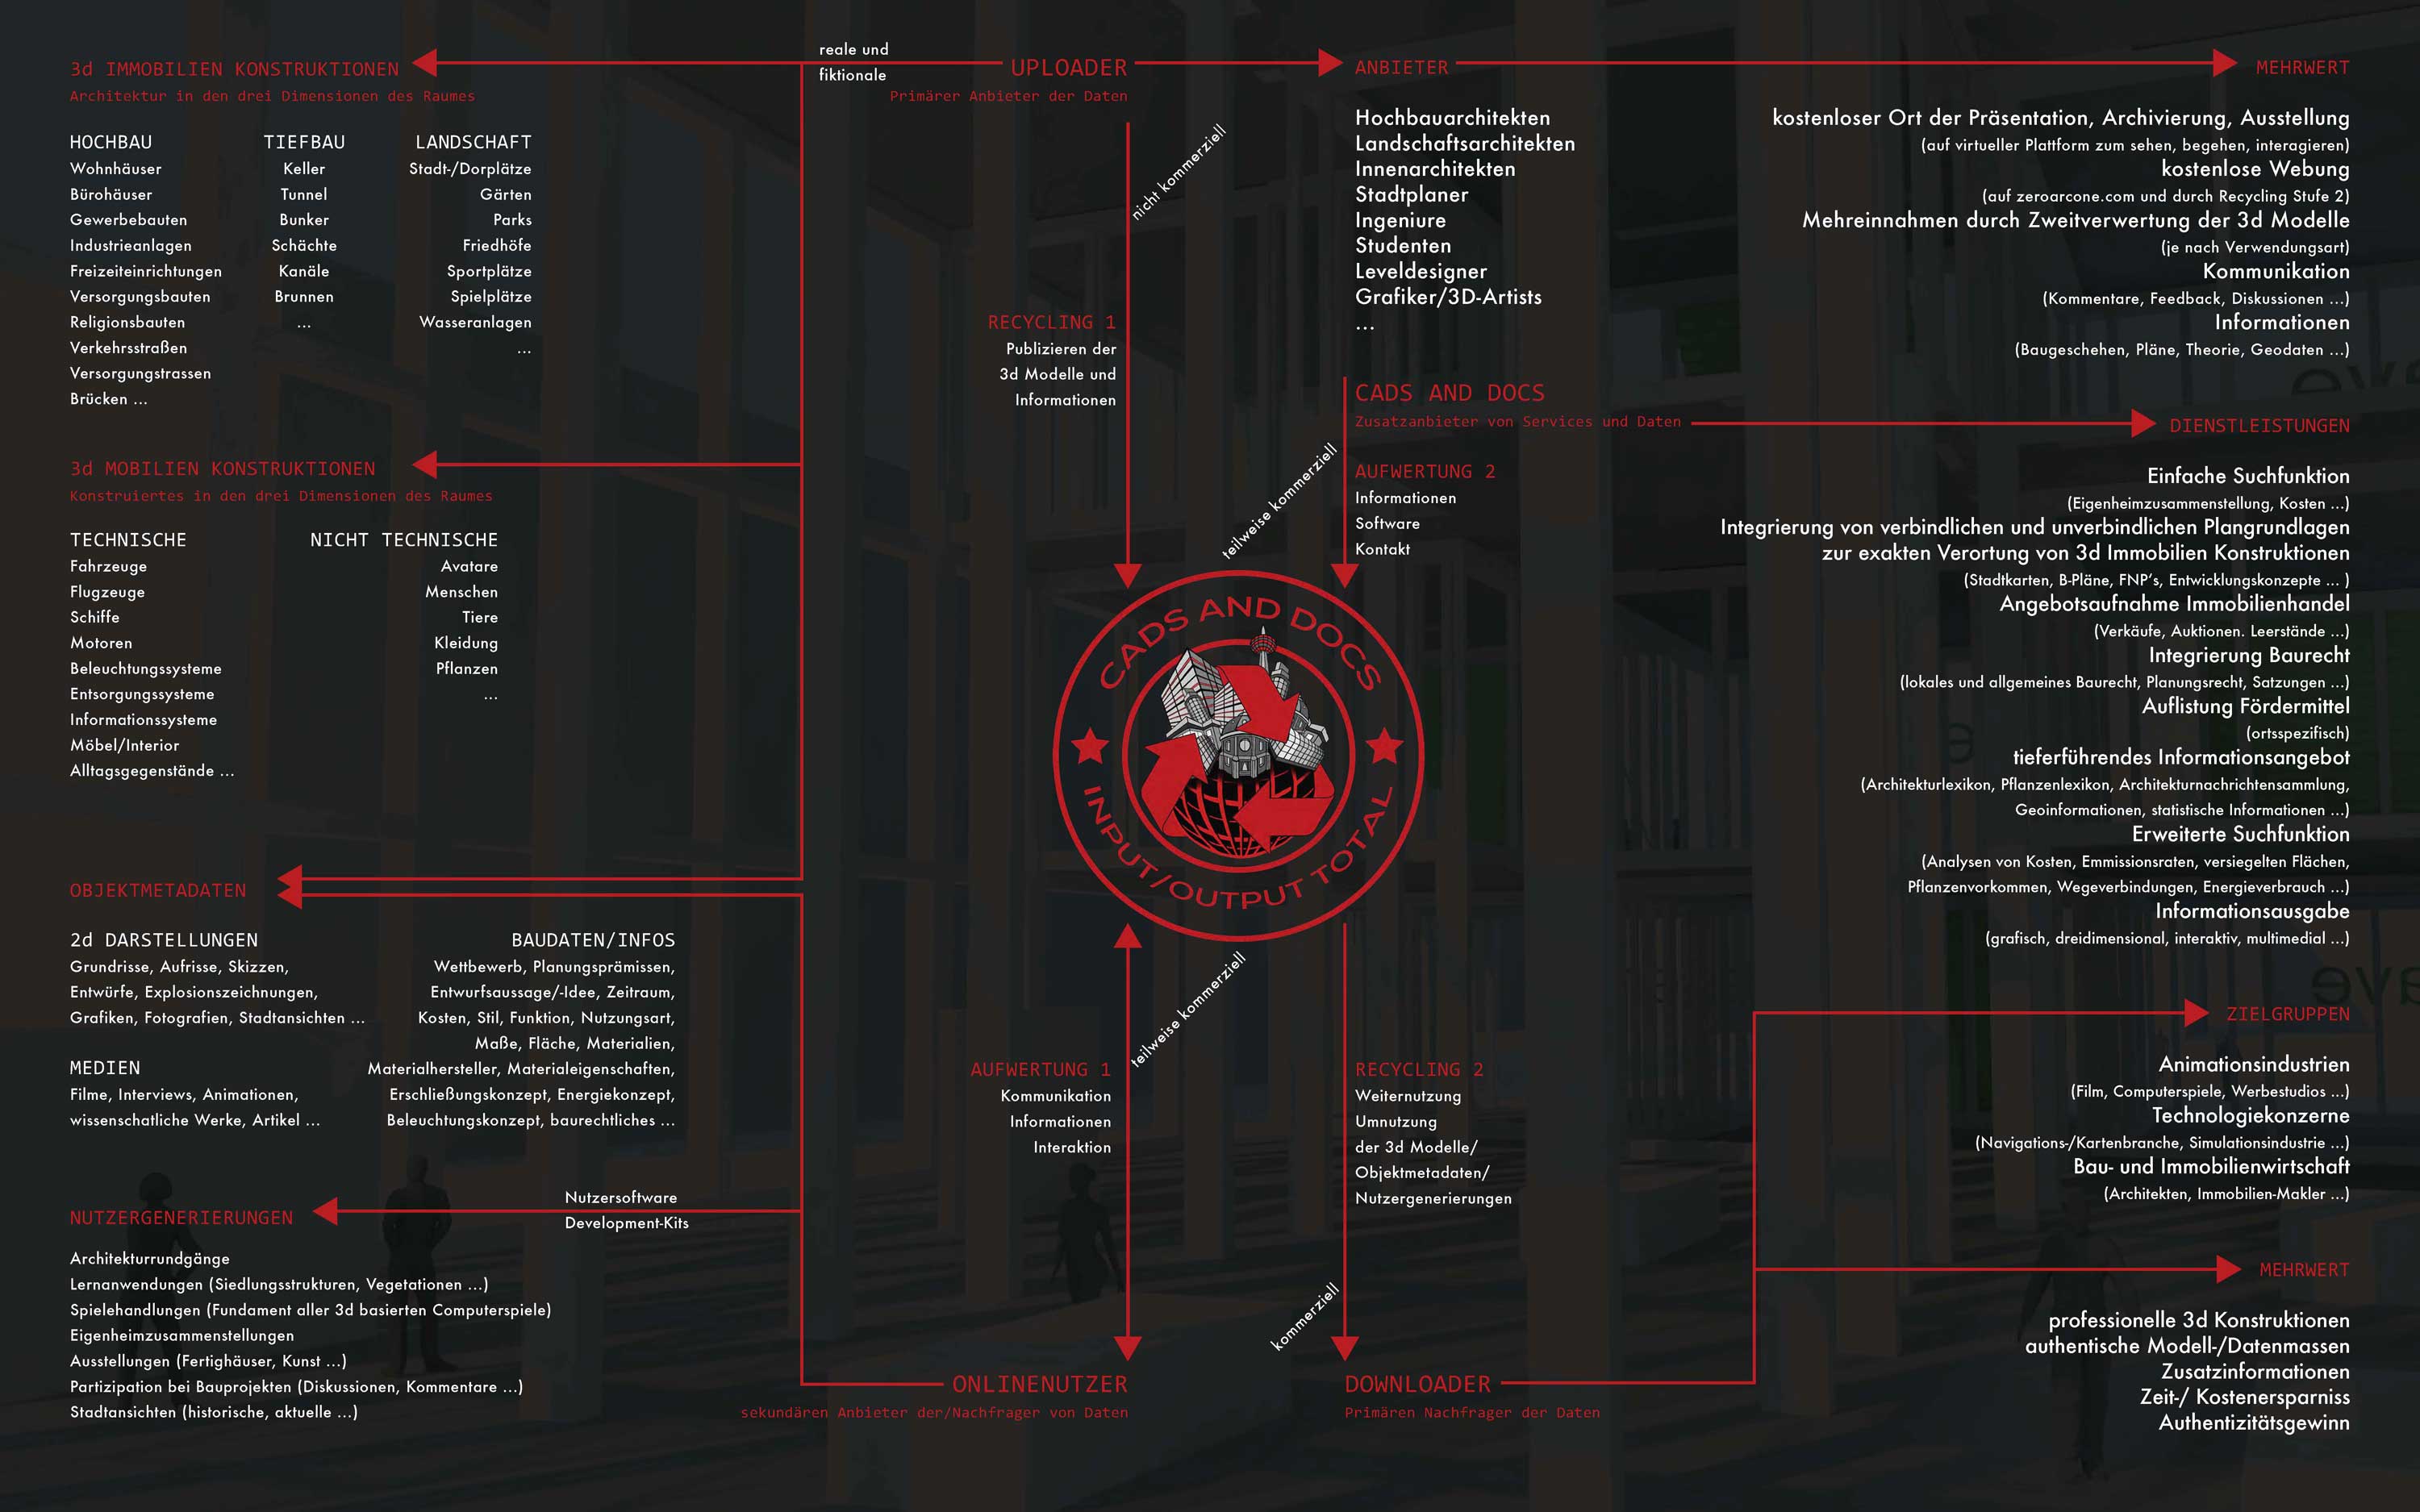 3d IMMOBILIEN KONSTRUKTIONEN
Architektur in den drei Dimensionen des Raumes
HOCHBAU
Wohnhäuser
Bürohäuser
Gewerbebauten
Industrieanlagen
Freizeiteinrichtungen
Versorgungsbauten
Religionsbauten
Verkehrsstraßen
Versorgungstrassen
Brücken ...
TIEFBAU
Keller
Tunnel
Bunker
Schächte
Kanäle
Brunnen
...
LANDSCHAFT
Stadt-/Dorplätze
Gärten
Parks
Friedhöfe
Sportplätze
Spielplätze
Wasseranlagen
...
3d MOBILIEN KONSTRUKTIONEN
Konstruiertes in den drei Dimensionen des Raumes
TECHNISCHE
Fahrzeuge
Flugzeuge
Schiffe
Motoren
Beleuchtungssysteme
Entsorgungssysteme
Informationssysteme
Möbel/Interior
Alltagsgegenstände ...
NICHT TECHNISCHE
Avatare
Menschen
Tiere
Kleidung
Pflanzen
...
OBJEKTMETADATEN
2d DARSTELLUNGEN
Grundrisse, Aufrisse, Skizzen,
Entwürfe, Explosionszeichnungen,
Grafiken, Fotografien, Stadtansichten ...
MEDIEN
Filme, Interviews, Animationen,
wissenschatliche Werke, Artikel ...
BAUDATEN/INFOS
Wettbewerb, Planungsprämissen,
Entwurfsaussage/-Idee, Zeitraum,
Kosten, Stil, Funktion, Nutzungsart,
Maße, Fläche, Materialien,
Materialhersteller, Materialeigenschaften,
Erschließungskonzept, Energiekonzept,
Beleuchtungskonzept, baurechtliches ...
NUTZERGENERIERUNGEN
Nutzersoftware
Development-Kits
Architekturrundgänge
Lernanwendungen (Siedlungsstrukturen, Vegetationen ...)
Spielehandlungen (Fundament aller 3d basierten Computerspiele)
Eigenheimzusammenstellungen
Ausstellungen (Fertighäuser, Kunst ...)
Partizipation bei Bauprojekten (Diskussionen, Kommentare ...)
Stadtansichten (historische, aktuelle ...)
reale und
fiktionale
UPLOADER
Primärer Anbieter der Daten
nicht kommerziell
RECYCLING 1
Publizieren der
3d Modelle und
Informationen
ANBIETER
Hochbauarchitekten
Landschaftsarchitekten
Innenarchitekten
Stadtplaner
Ingeniure
Studenten
Leveldesigner
Grafiker/3D-Artists
...
CADS AND DOCS
Zusatzanbieter von Services und Daten
teilweise kommerziell
AUFWERTUNG 2
Informationen
Software
Kontakt
CADS AND DOCS
INPUT/OUTPUT TOTAL
teilweise kommerziell
AUFWERTUNG 1
Kommunikation
Informationen
Interaktion
RECYCLING 2
Weiternutzung
Umnutzung
der 3d Modelle/
Objektmetadaten/
Nutzergenerierungen
kommerziell
ONLINENUTZER
sekundären Anbieter der/Nachfrager von Daten
DOWNLOADER
Primären Nachfrager der Daten
MEHRWERT
kostenloser Ort der Präsentation, Archivierung, Ausstellung
(auf virtueller Plattform zum sehen, begehen, interagieren)
kostenlose Webung
(auf zeroarcone.com und durch Recycling Stufe 2)
Mehreinnahmen durch Zweitverwertung der 3d Modelle
(je nach Verwendungsart)
Kommunikation
(Kommentare, Feedback, Diskussionen ...)
Informationen
(Baugeschehen, Pläne, Theorie, Geodaten ...)
DIENSTLEISTUNGEN
Einfache Suchfunktion
(Eigenheimzusammenstellung, Kosten ...)
Integrierung von verbindlichen und unverbindlichen Plangrundlagen
zur exakten Verortung von 3d Immobilien Konstruktionen
(Stadtkarten, B-Pläne, FNP's, Entwicklungskonzepte ... )
Angebotsaufnahme Immobilienhandel
(Verkäufe, Auktionen. Leerstände ...)
Integrierung Baurecht
(lokales und allgemeines Baurecht, Planungsrecht, Satzungen ...)
Auflistung Fördermittel
(ortsspezifisch)
tieferführendes Informationsangebot
(Architekturlexikon, Pflanzenlexikon, Architekturnachrichtensammlung,
Geoinformationen, statistische Informationen ...)
Erweiterte Suchfunktion
(Analysen von Kosten, Emmissionsraten, versiegelten Flächen,
Pflanzenvorkommen, Wegeverbindungen, Energieverbrauch ...)
Informationsausgabe
(grafisch, dreidimensional, interaktiv, multimedial ...)
ZIELGRUPPEN
Animationsindustrien
(Film, Computerspiele, Werbestudios ...)
Technologiekonzerne
(Navigations-/Kartenbranche, Simulationsindustrie ...)
Bau- und Immobilienwirtschaft
(Architekten, Immobilien-Makler ...)
MEHRWERT
professionelle 3d Konstruktionen
authentische Modell-/Datenmassen
Zusatzinformationen
Zeit-/ Kostenersparniss
Authentizitätsgewinn